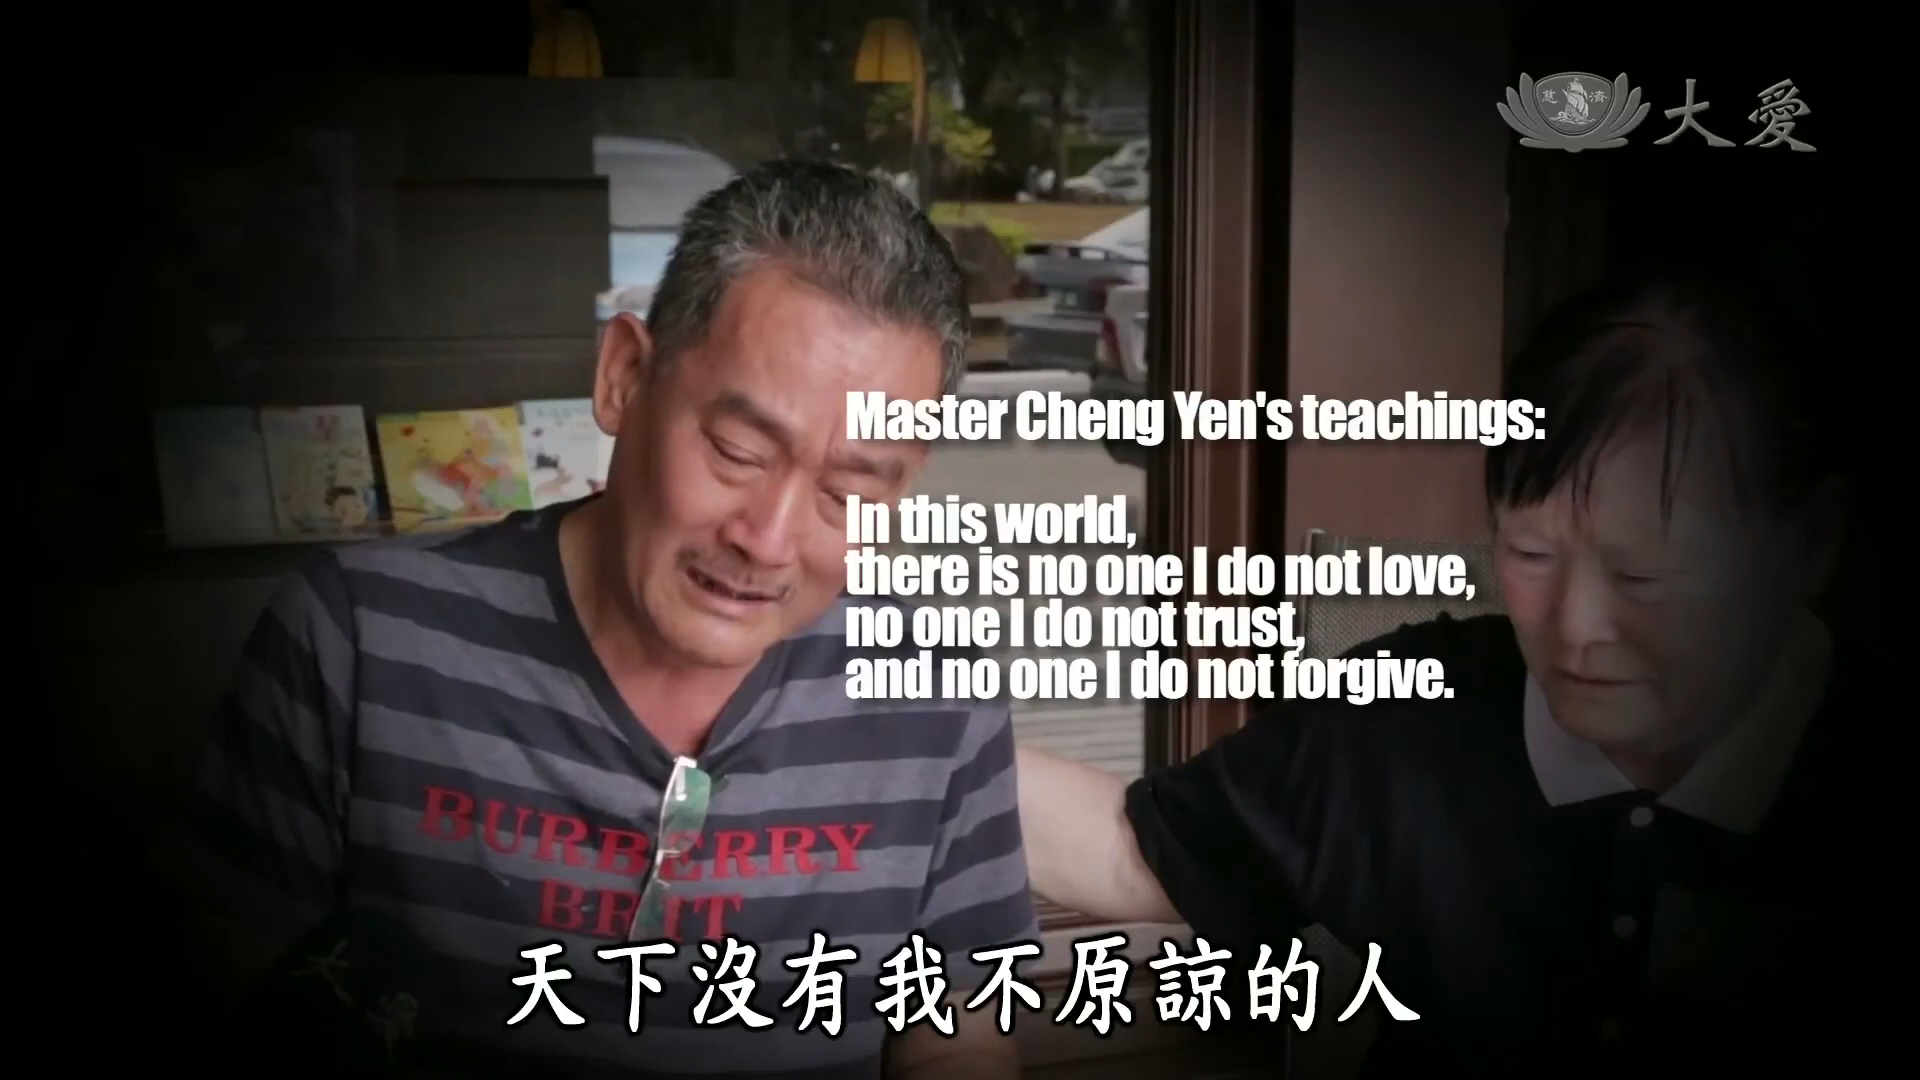 慈濟
大愛
Master Cheng Yen's teachings:
In this world,
there is no one I do not love,
no one I do not trust,
and no one I do not forgive.
BURBERRY
BRIT
天下沒有我不原諒的人